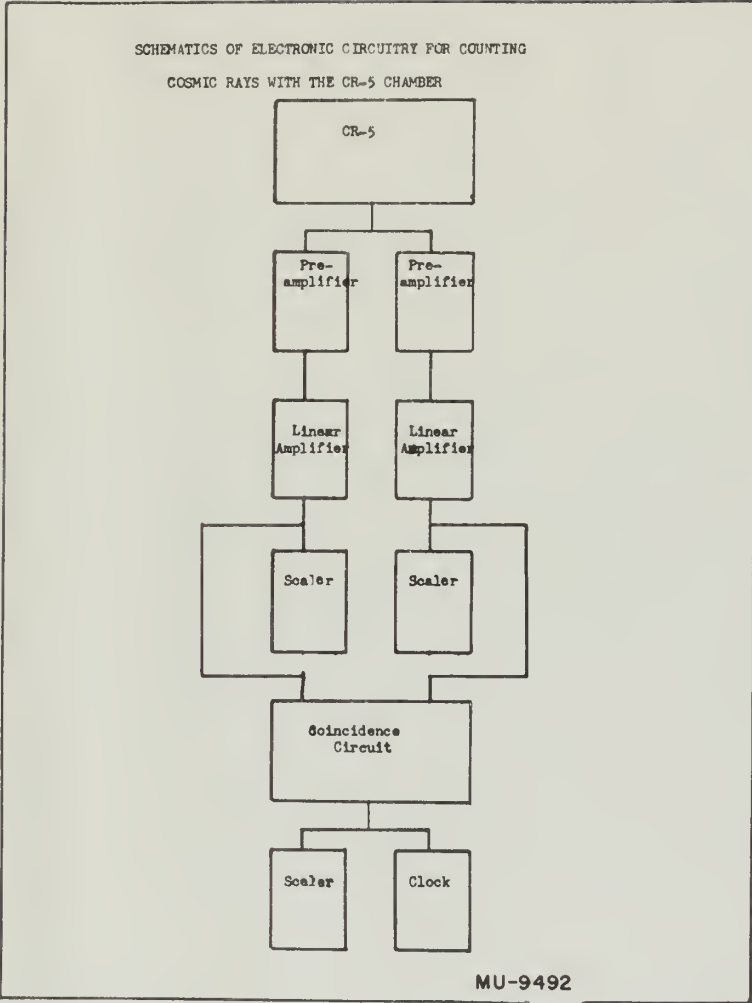 SCHEMATICS OF ELECTRONIC CIRCUITRY FOR COUNTING
COSMIC RAYS WITH THE CR-5 CHAMBER
CR-5
Pre-
amplifier
Pre-
amplifier
Linear
Amplifier
Linear
Amplifier
Scaler
Scaler
Coincidence
Circuit
Scaler
Clock
MU-9492